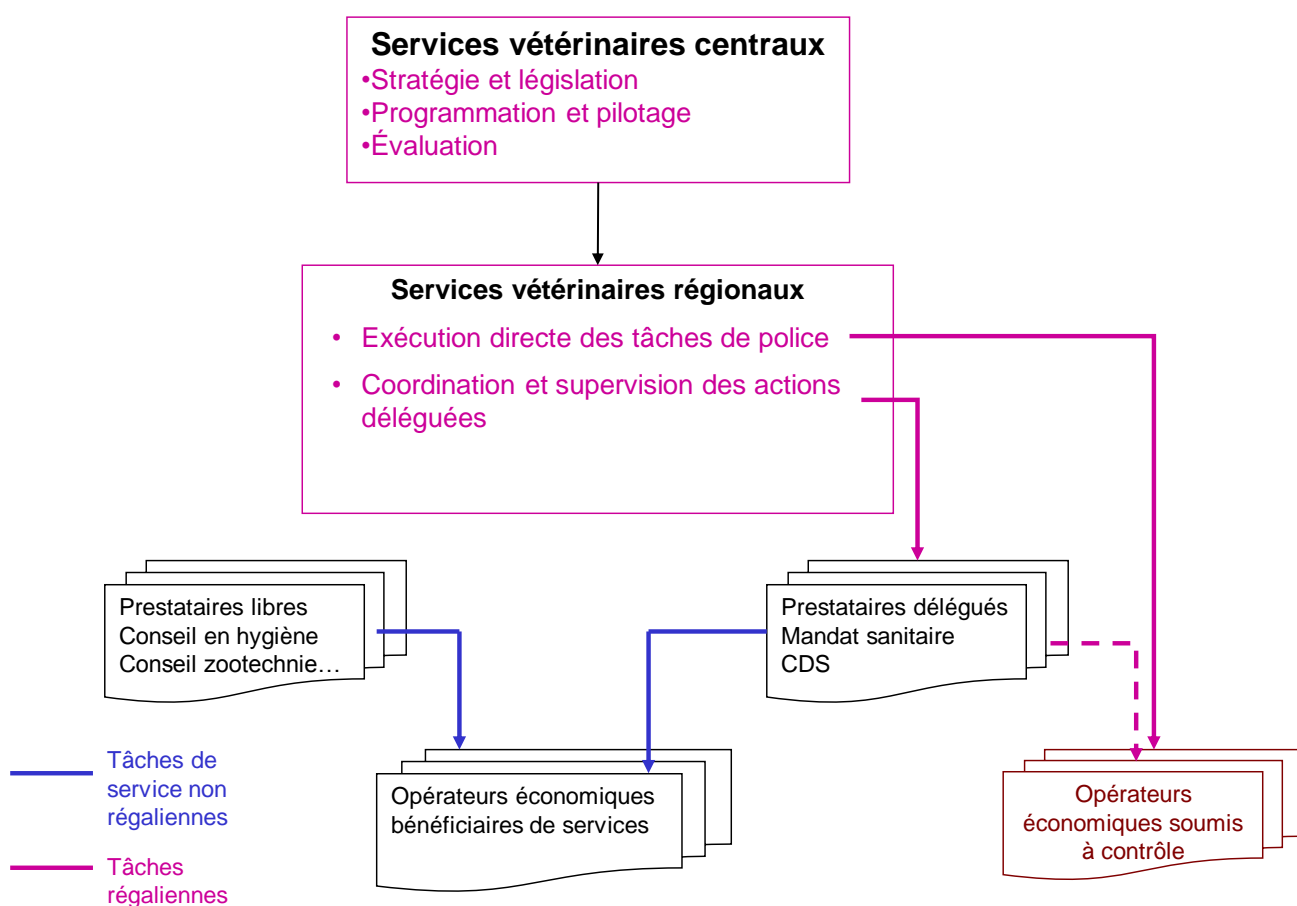 Services vétérinaires centraux
•Stratégie et législation
•Programmation et pilotage
•Évaluation
Services vétérinaires régionaux
• Exécution directe des tâches de police
• Coordination et supervision des actions
déléguées
Prestataires libres
Conseil en hygiène
Conseil zootechnie…
Prestataires délégués
Mandat sanitaire
CDS
Tâches de
service non
régaliennes
Opérateurs économiques
bénéficiaires de services
Opérateurs
économiques soumis
à contrôle
Tâches
régaliennes